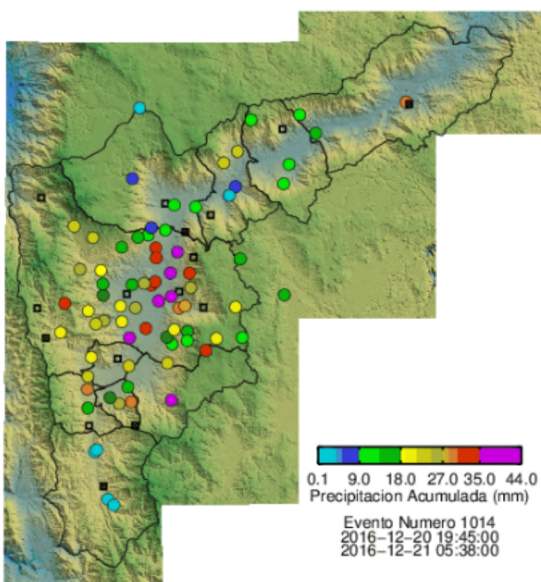 0.1 9.0 18.0 27.0 35.0 44.0
Precipitacion Acumulada (mm)
Evento Numero 1014
2016-12-20 19:45:00
2016-12-21 05:38:00